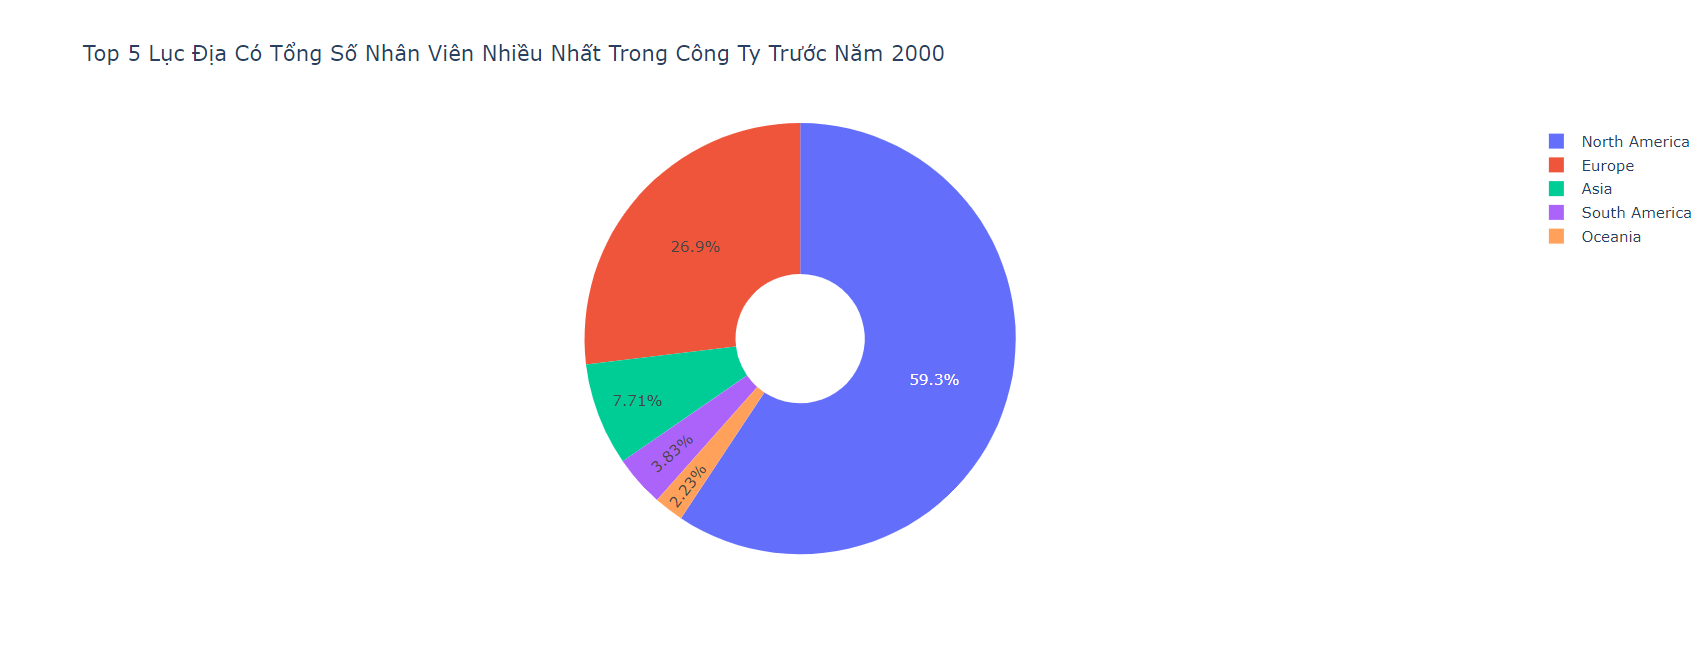 Top 5 Lục Địa Có Tổng Số Nhân Viên Nhiều Nhất Trong Công Ty Trước Năm 2000
North America
Europe
Asia
South America
Oceania
26.9%
59.3%
7.71%
3.83%
2.23%